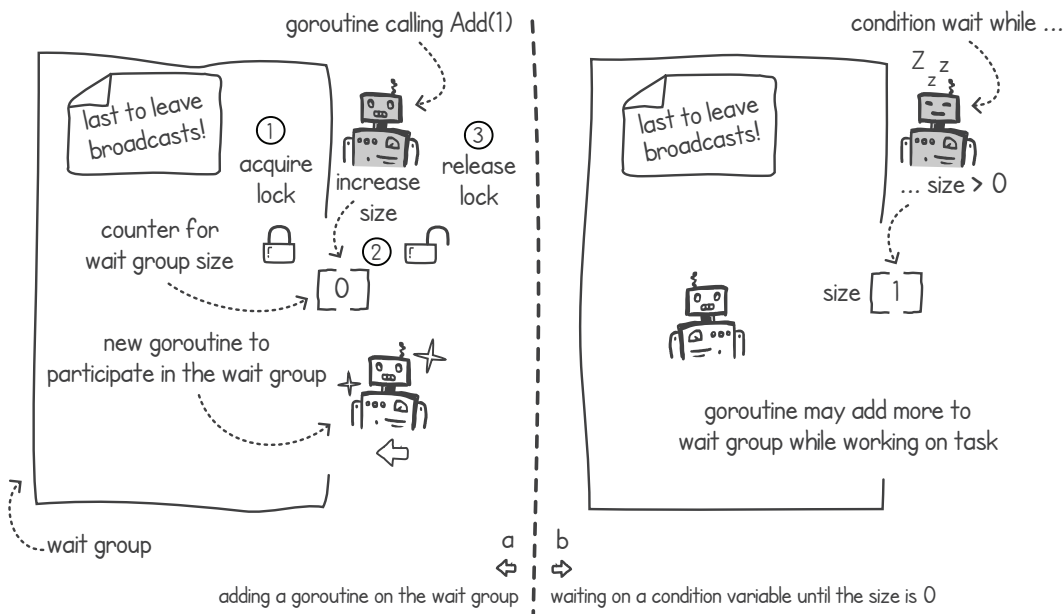 goroutine calling Add(1)
last to leave
broadcasts!
1
acquire
lock
3
release
lock
increase
size
2
counter for
wait group size
0
new goroutine to
participate in the wait group
wait group
a
adding a goroutine on the wait group
condition wait while ...
Z z z
last to leave
broadcasts!
... size > 0
size 1
goroutine may add more to
wait group while working on task
b
waiting on a condition variable until the size is 0